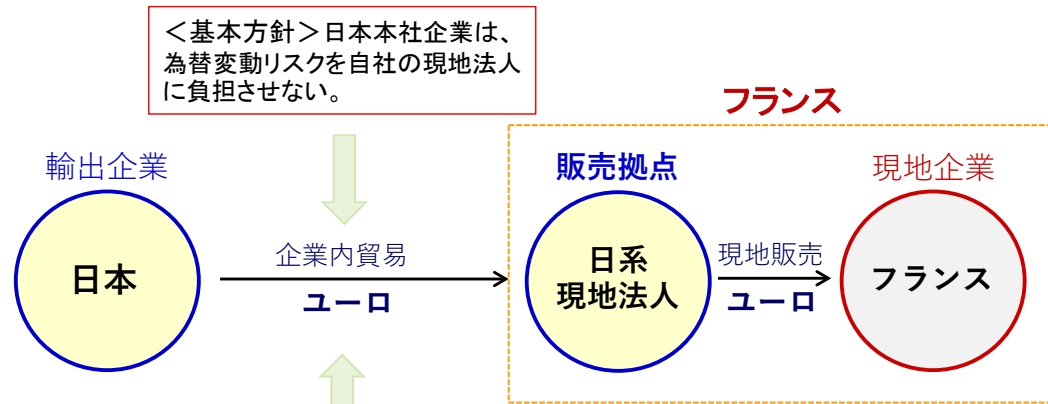 ＜基本方針＞日本本社企業は、
為替変動リスクを自社の現地法人
に負担させない。
フランス
輸出企業
販売拠点
現地企業
日本
企業内貿易
ユーロ
日系
現地法人
現地販売
ユーロ
フランス